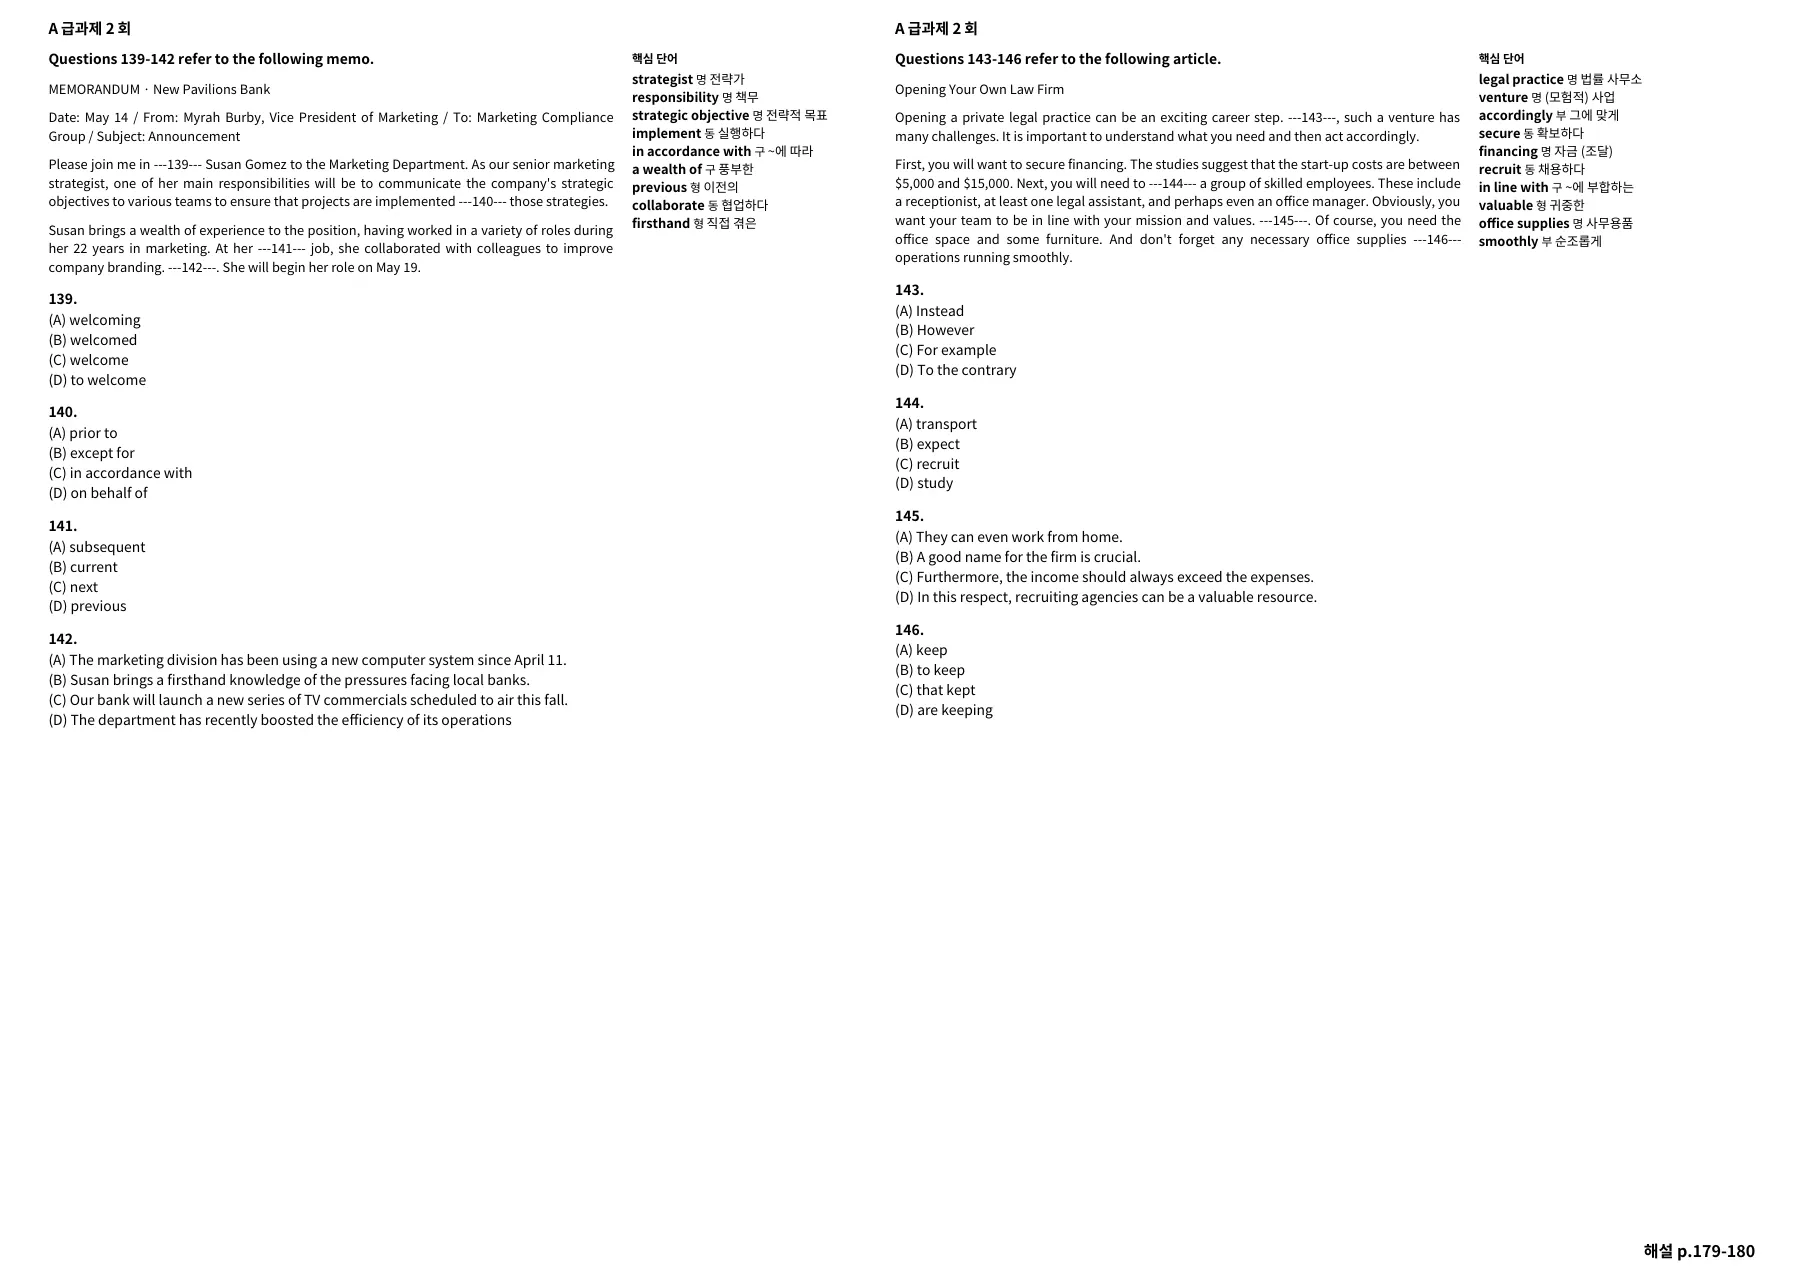 A 급과제 2 회
Questions 139-142 refer to the following memo.
MEMORANDUM · New Pavilions Bank
Date: May 14 / From: Myrah Burby, Vice President of Marketing / To: Marketing Compliance
Group / Subject: Announcement
Please join me in ---139--- Susan Gomez to the Marketing Department. As our senior marketing
strategist, one of her main responsibilities will be to communicate the company's strategic
objectives to various teams to ensure that projects are implemented ---140--- those strategies.
Susan brings a wealth of experience to the position, having worked in a variety of roles during
her 22 years in marketing. At her ---141--- job, she collaborated with colleagues to improve
company branding. ---142---. She will begin her role on May 19.
139.
(A) welcoming
(B) welcomed
(C) welcome
(D) to welcome
140.
(A) prior to
(B) except for
(C) in accordance with
(D) on behalf of
141.
(A) subsequent
(B) current
(C) next
(D) previous
142.
(A) The marketing division has been using a new computer system since April 11.
(B) Susan brings a firsthand knowledge of the pressures facing local banks.
(C) Our bank will launch a new series of TV commercials scheduled to air this fall.
(D) The department has recently boosted the efficiency of its operations
핵심 단어
strategist 명 전략가
responsibility 명 책무
strategic objective 명 전략적 목표
implement 동 실행하다
in accordance with 구 ~에 따라
a wealth of 구 풍부한
previous 형 이전의
collaborate 동 협업하다
firsthand 형 직접 겪은
A 급과제 2 회
Questions 143-146 refer to the following article.
Opening Your Own Law Firm
Opening a private legal practice can be an exciting career step. ---143---, such a venture has
many challenges. It is important to understand what you need and then act accordingly.
First, you will want to secure financing. The studies suggest that the start-up costs are between
$5,000 and $15,000. Next, you will need to ---144--- a group of skilled employees. These include
a receptionist, at least one legal assistant, and perhaps even an office manager. Obviously, you
want your team to be in line with your mission and values. ---145---. Of course, you need the
office space and some furniture. And don't forget any necessary office supplies ---146---
operations running smoothly.
143.
(A) Instead
(B) However
(C) For example
(D) To the contrary
144.
(A) transport
(B) expect
(C) recruit
(D) study
145.
(A) They can even work from home.
(B) A good name for the firm is crucial.
(C) Furthermore, the income should always exceed the expenses.
(D) In this respect, recruiting agencies can be a valuable resource.
146.
(A) keep
(B) to keep
(C) that kept
(D) are keeping
핵심 단어
legal practice 명 법률 사무소
venture 명 (모험적) 사업
accordingly 부 그에 맞게
secure 동 확보하다
financing 명 자금 (조달)
recruit 동 채용하다
in line with 구 ~에 부합하는
valuable 형 귀중한
office supplies 명 사무용품
smoothly 부 순조롭게
해설 p.179-180